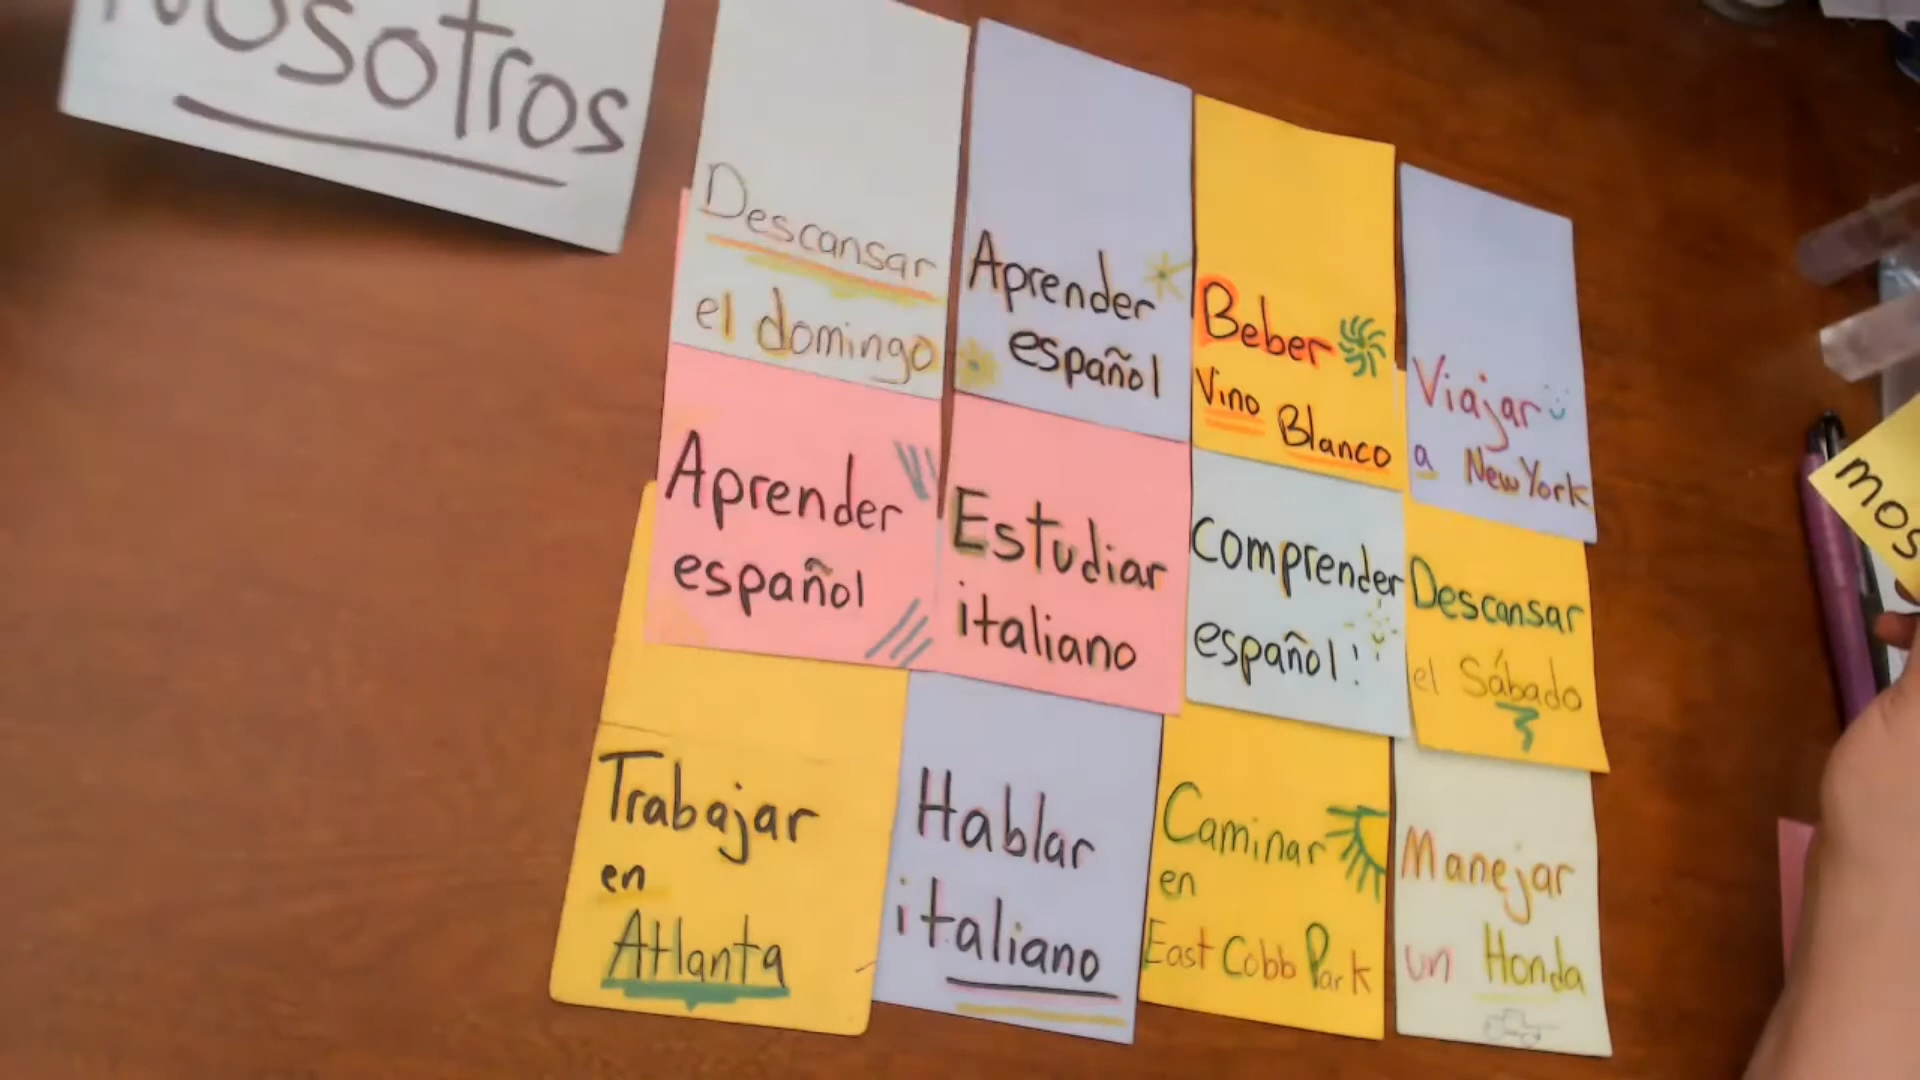 Nosotros
Descansar
el domingo
Aprender
español
Beber
Vino Blanco
Viajar
a New York
Aprender
español
Estudiar
italiano
Comprender
español!
Descansar
el Sábado
Trabajar
en
Atlanta
Hablar
italiano
Caminar
en
East Cobb Park
Manejar
un Honda
mos